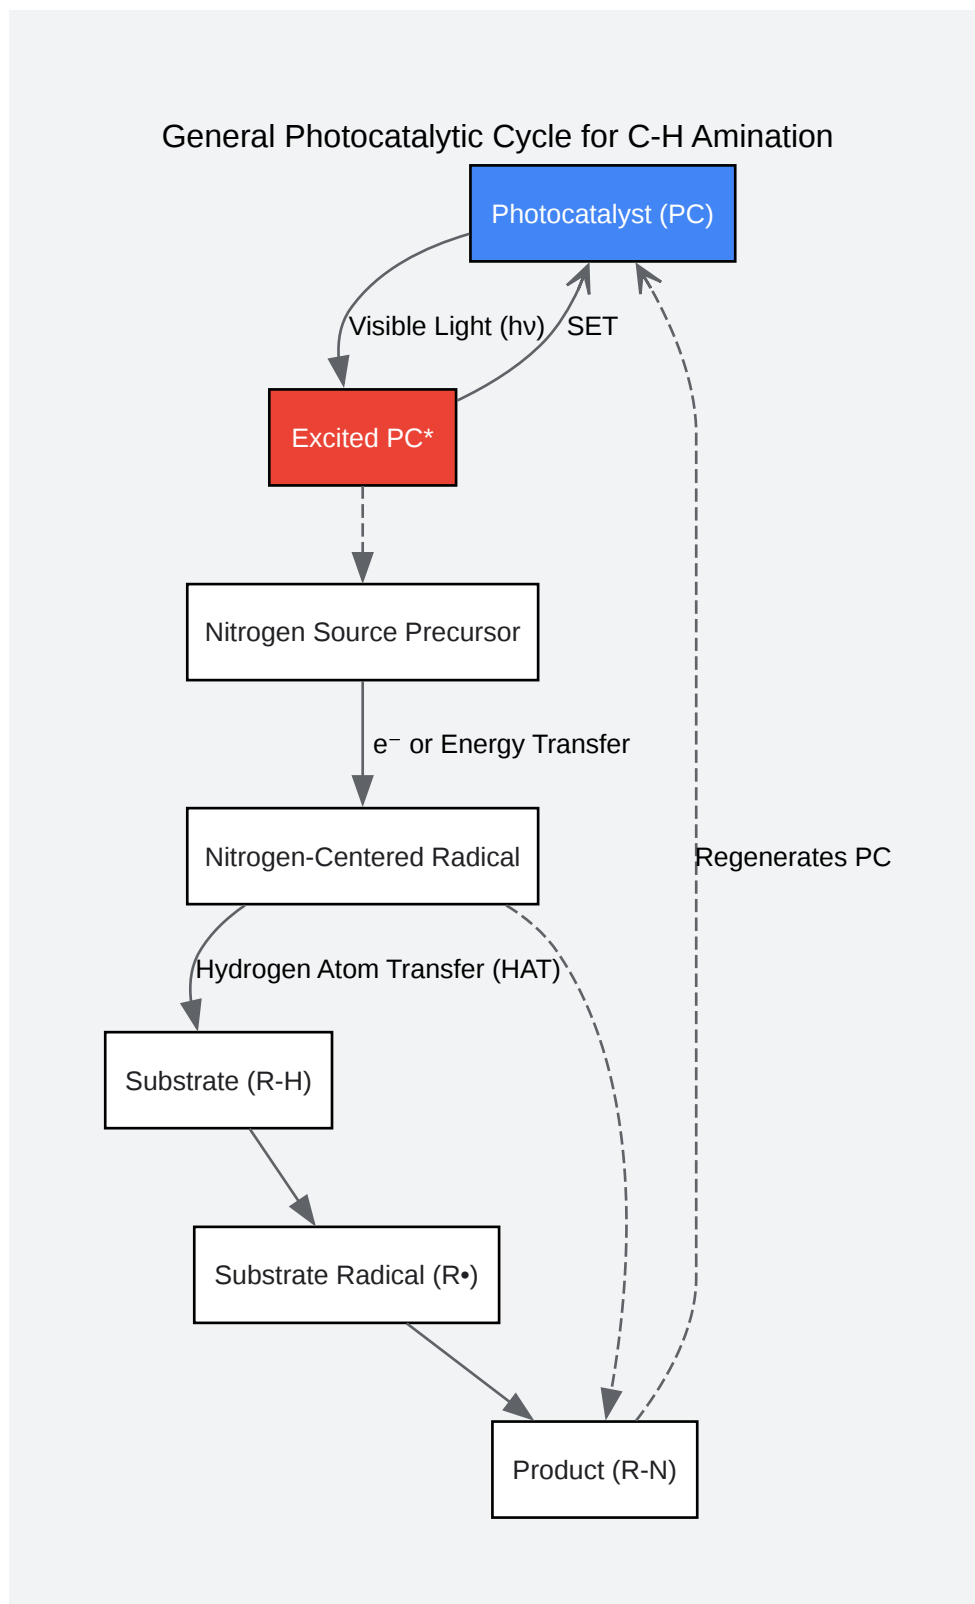 General Photocatalytic Cycle for C-H Amination
Photocatalyst (PC)
Visible Light (hν)
SET
Excited PC*
Nitrogen Source Precursor
e⁻ or Energy Transfer
Nitrogen-Centered Radical
Regenerates PC
Hydrogen Atom Transfer (HAT)
Substrate (R-H)
Substrate Radical (R•)
Product (R-N)